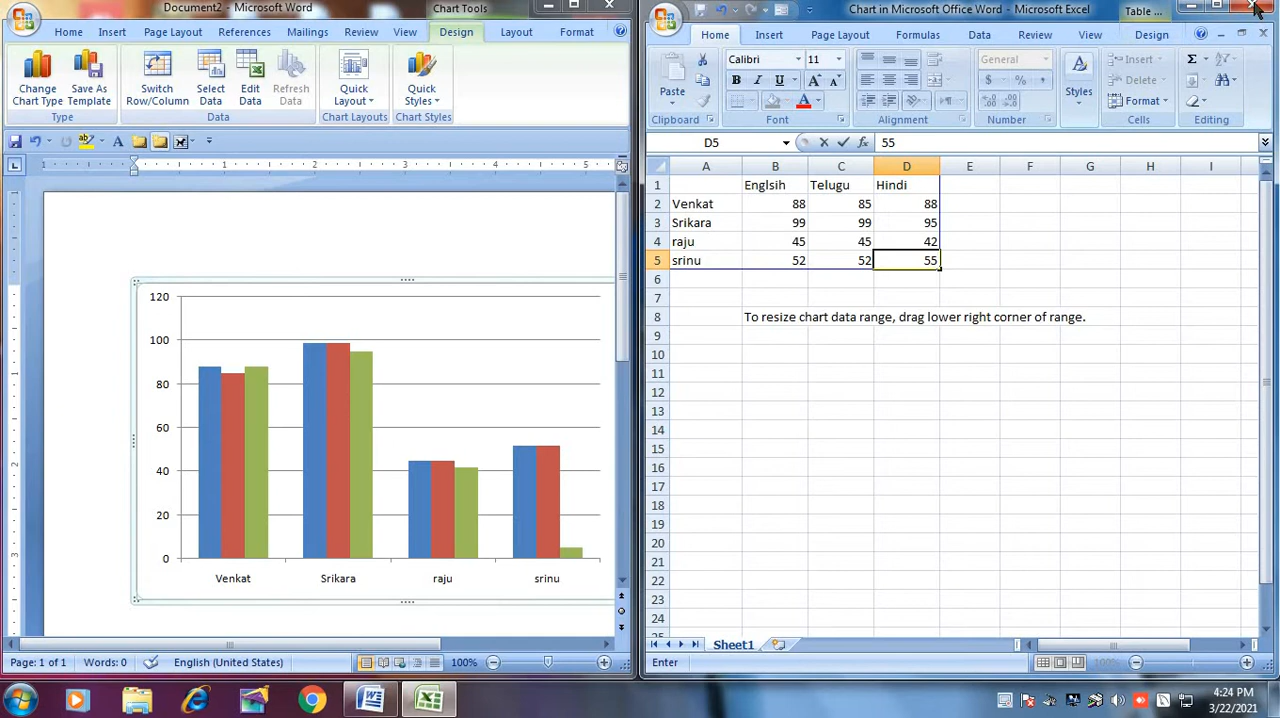 Document2 - Microsoft Word
Chart Tools
Home Insert Page Layout References Mailings Review View Design Layout Format
Change Chart Type
Save As Template
Switch Row/Column
Select Data
Edit Data
Refresh Data
Quick Layout
Quick Styles
Type Data Chart Layouts Chart Styles
1 1 2 3 4 5
120
100
80
60
40
20
0
Venkat Srikara raju srinu
Page: 1 of 1 Words: 0 English (United States) 100%
Chart in Microsoft Office Word - Microsoft Excel
Table ...
Home Insert Page Layout Formulas Data Review View Design
Paste
Calibri 11
General
Styles
Insert
Delete
Format
Clipboard Font Alignment Number Cells Editing
D5 55
A B C D E F G H I
1 Englsih Telugu Hindi
2 Venkat 88 85 88
3 Srikara 99 99 95
4 raju 45 45 42
5 srinu 52 52 55
6
7
8 To resize chart data range, drag lower right corner of range.
9
10
11
12
13
14
15
16
17
18
19
20
21
22
23
24
25
Sheet1
Enter 100%
4:24 PM
3/22/2021